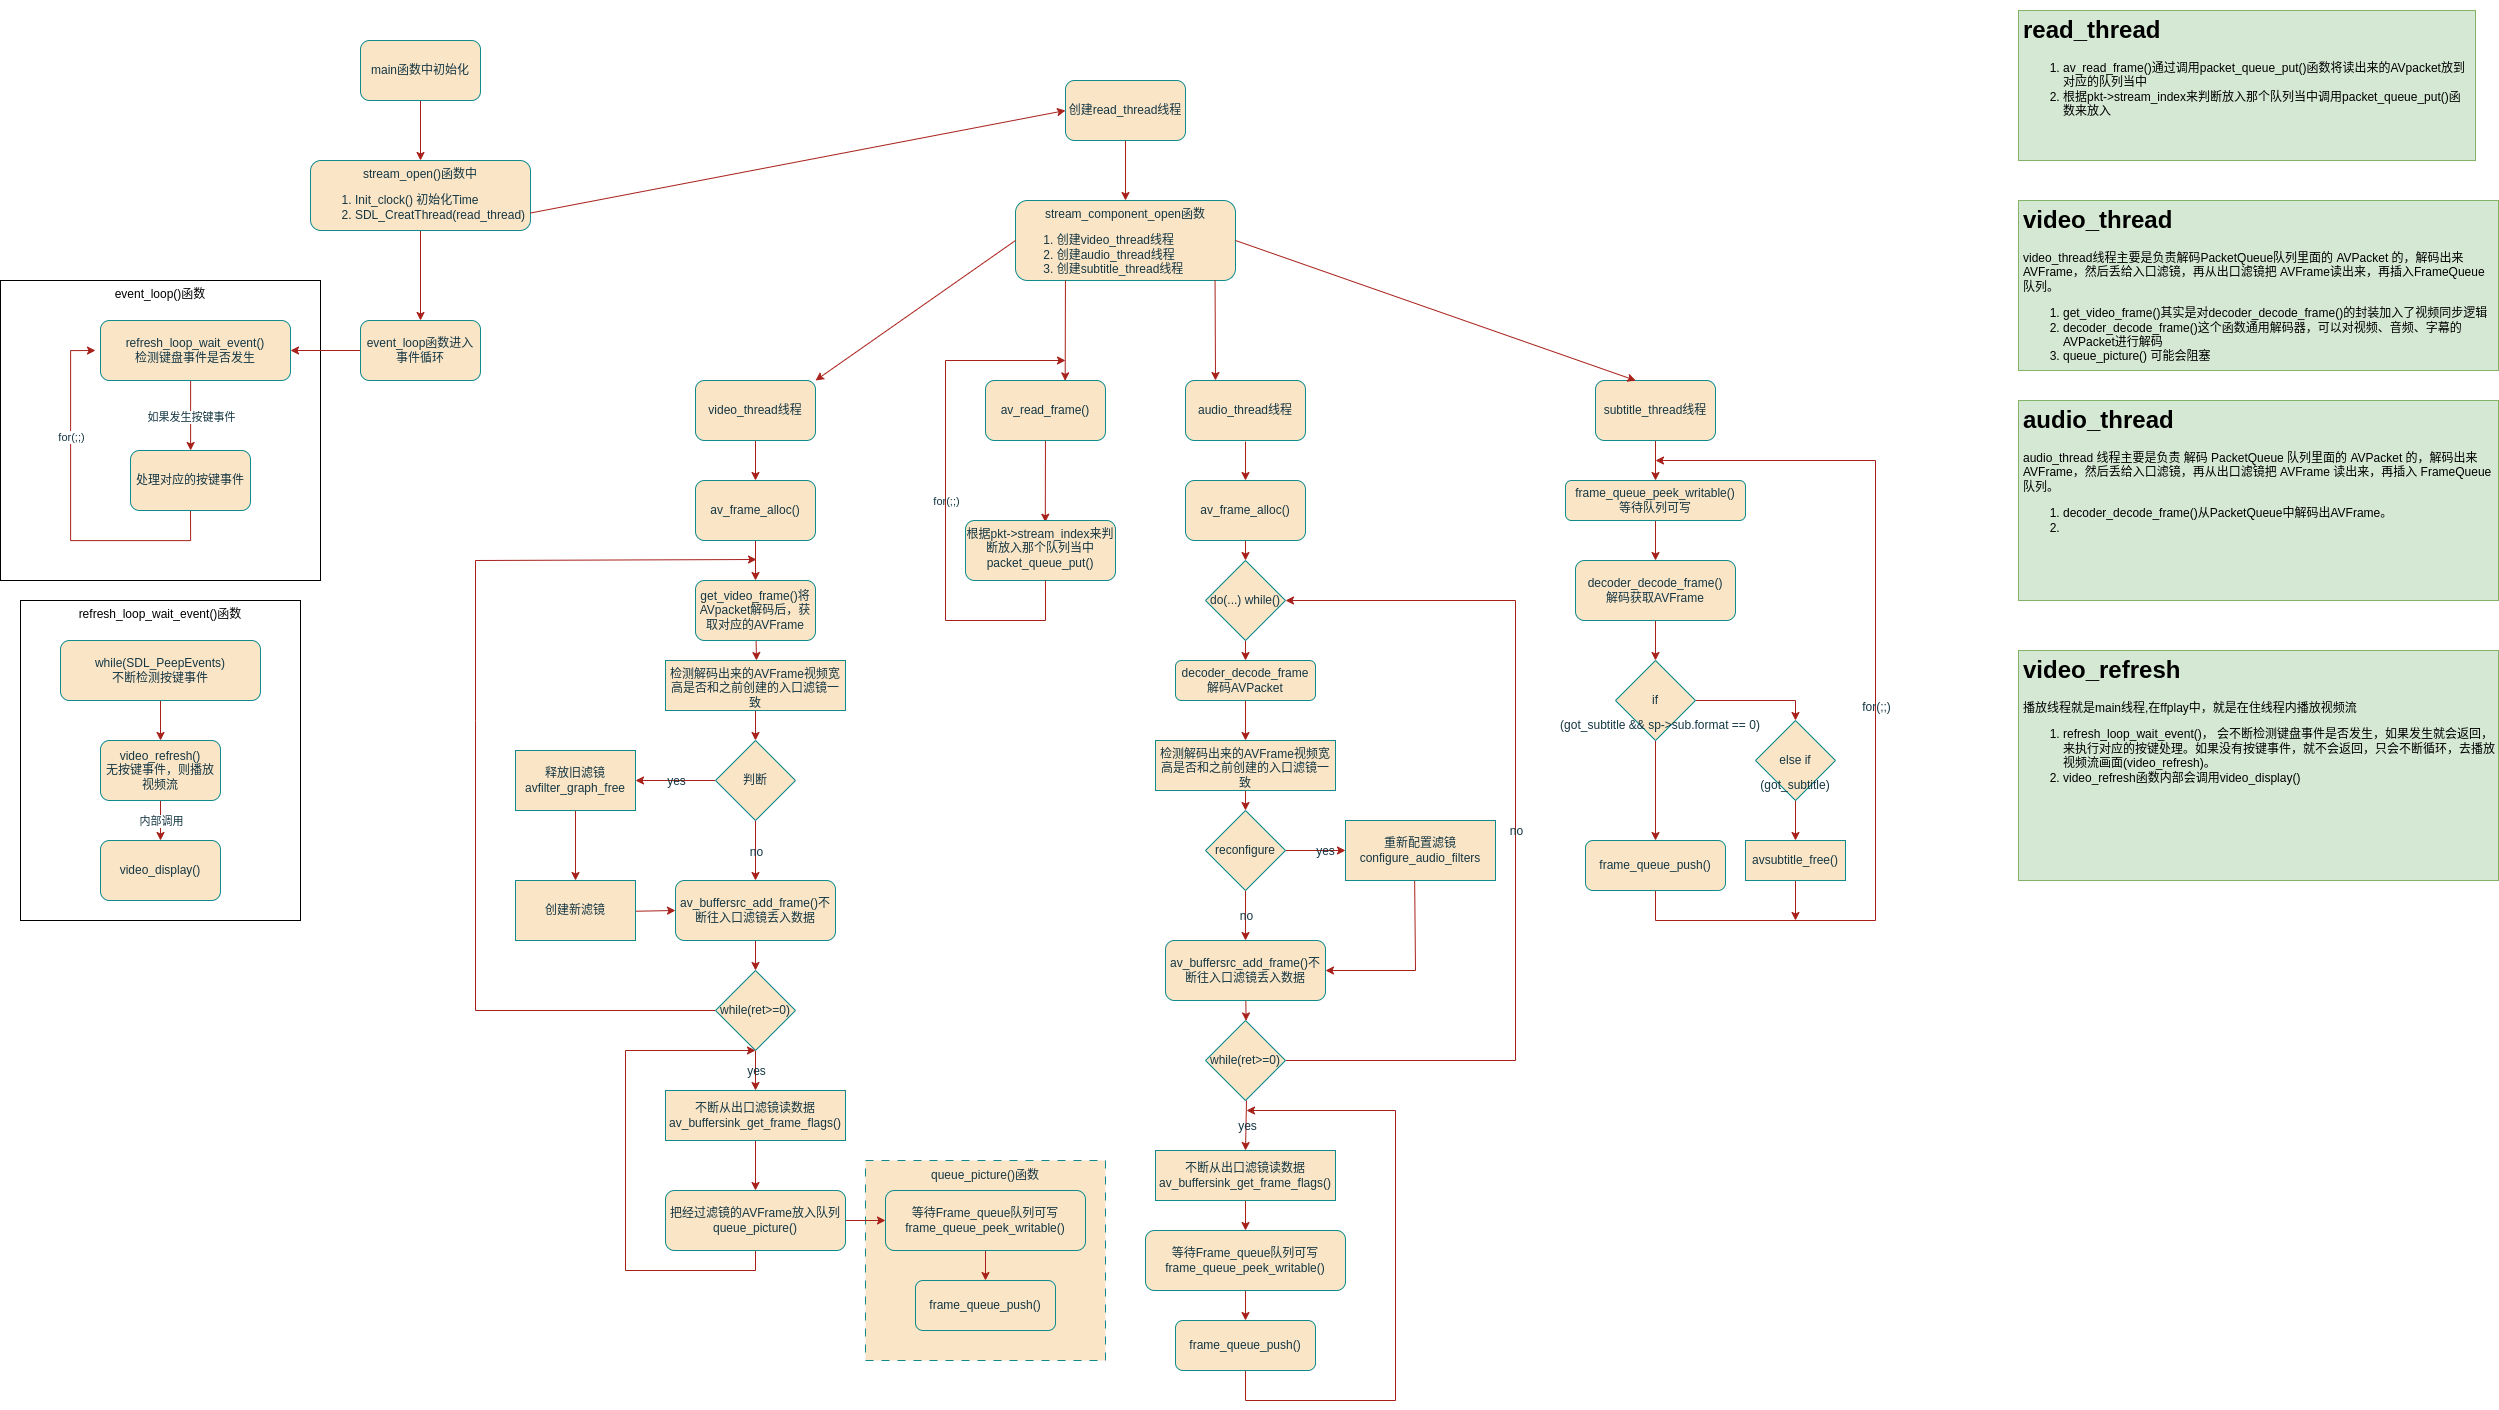 main函数中初始化
stream_open()函数中
1. Init_clock() 初始化Time
2. SDL_CreatThread(read_thread)
event_loop函数进入
事件循环
event_loop()函数
refresh_loop_wait_event()
检测键盘事件是否发生
如果发生按键事件
for(;;)
处理对应的按键事件
refresh_loop_wait_event()函数
while(SDL_PeepEvents)
不断检测按键事件
video_refresh()
无按键事件，则播放
视频流
内部调用
video_display()
创建read_thread线程
stream_component_open函数
1. 创建video_thread线程
2. 创建audio_thread线程
3. 创建subtitle_thread线程
video_thread线程
av_frame_alloc()
get_video_frame()将
AVpacket解码后，获
取对应的AVFrame
检测解码出来的AVFrame视频宽
高是否和之前创建的入口滤镜一
致
判断
yes
释放旧滤镜
avfilter_graph_free
创建新滤镜
no
av_buffersrc_add_frame()不
断往入口滤镜丢入数据
while(ret>=0)
yes
不断从出口滤镜读数据
av_buffersink_get_frame_flags()
把经过滤镜的AVFrame放入队列
queue_picture()
queue_picture()函数
等待Frame_queue队列可写
frame_queue_peek_writable()
frame_queue_push()
av_read_frame()
for(;;)
根据pkt->stream_index来判
断放入那个队列当中
packet_queue_put()
audio_thread线程
av_frame_alloc()
do(...) while()
decoder_decode_frame
解码AVPacket
检测解码出来的AVFrame视频宽
高是否和之前创建的入口滤镜一
致
reconfigure
yes
重新配置滤镜
configure_audio_filters
no
no
av_buffersrc_add_frame()不
断往入口滤镜丢入数据
while(ret>=0)
yes
不断从出口滤镜读数据
av_buffersink_get_frame_flags()
等待Frame_queue队列可写
frame_queue_peek_writable()
frame_queue_push()
subtitle_thread线程
frame_queue_peek_writable()
等待队列可写
decoder_decode_frame()
解码获取AVFrame
if
(got_subtitle && sp->sub.format == 0)
else if
(got_subtitle)
for(;;)
frame_queue_push()
avsubtitle_free()
read_thread
1. av_read_frame()通过调用packet_queue_put()函数将读出来的AVpacket放到
对应的队列当中
2. 根据pkt->stream_index来判断放入那个队列当中调用packet_queue_put()函
数来放入
video_thread
video_thread线程主要是负责解码PacketQueue队列里面的 AVPacket 的，解码出来
AVFrame，然后丢给入口滤镜，再从出口滤镜把 AVFrame读出来，再插入FrameQueue
队列。
1. get_video_frame()其实是对decoder_decode_frame()的封装加入了视频同步逻辑
2. decoder_decode_frame()这个函数通用解码器，可以对视频、音频、字幕的
AVPacket进行解码
3. queue_picture() 可能会阻塞
audio_thread
audio_thread 线程主要是负责 解码 PacketQueue 队列里面的 AVPacket 的，解码出来
AVFrame，然后丢给入口滤镜，再从出口滤镜把 AVFrame 读出来，再插入 FrameQueue
队列。
1. decoder_decode_frame()从PacketQueue中解码出AVFrame。
2.
video_refresh
播放线程就是main线程,在ffplay中，就是在住线程内播放视频流
1. refresh_loop_wait_event()， 会不断检测键盘事件是否发生，如果发生就会返回，
来执行对应的按键处理。如果没有按键事件，就不会返回，只会不断循环，去播放
视频流画面(video_refresh)。
2. video_refresh函数内部会调用video_display()